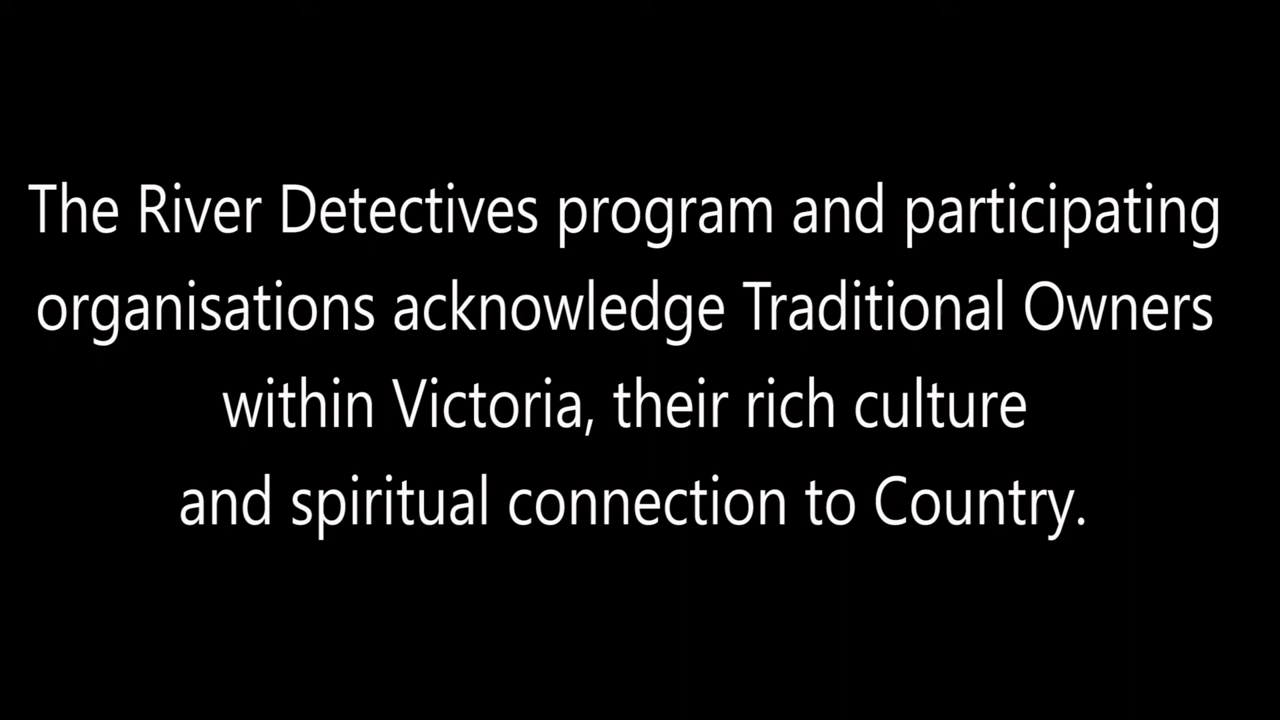 The River Detectives program and participating
organisations acknowledge Traditional Owners
within Victoria, their rich culture
and spiritual connection to Country.